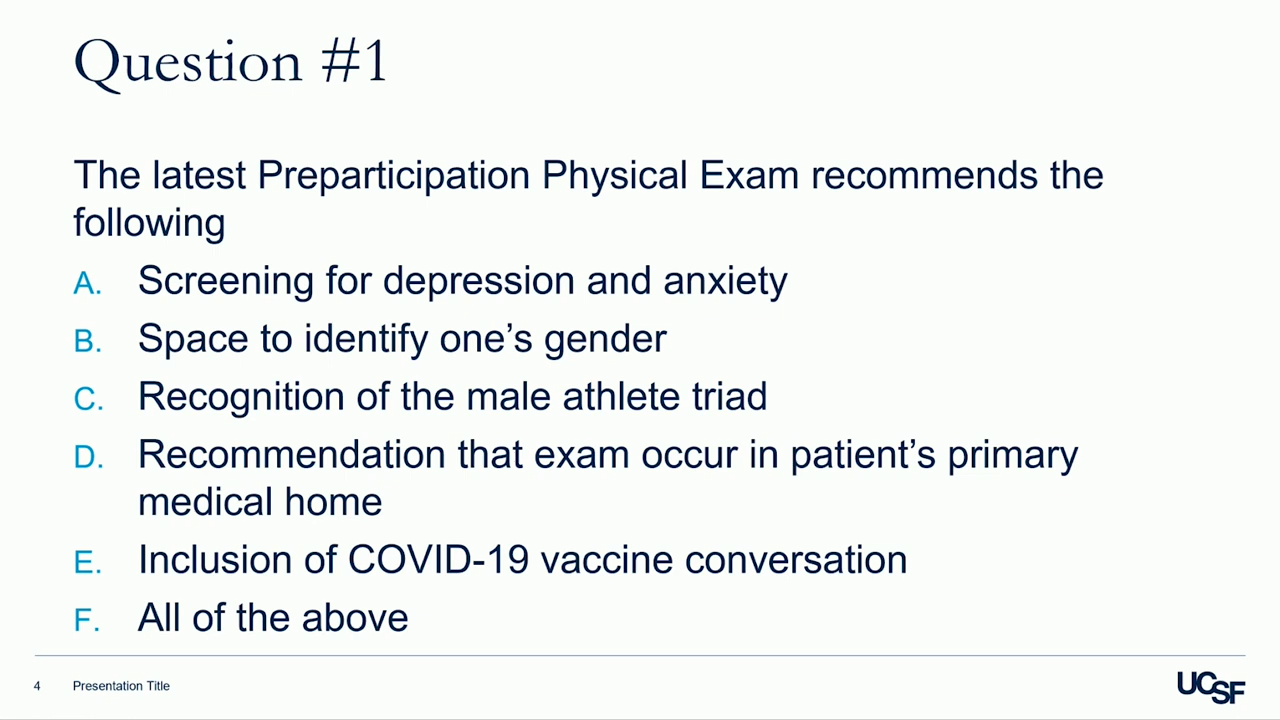 Question #1
The latest Preparticipation Physical Exam recommends the
following
A. Screening for depression and anxiety
B. Space to identify one’s gender
C. Recognition of the male athlete triad
D. Recommendation that exam occur in patient’s primary
medical home
E. Inclusion of COVID-19 vaccine conversation
F. All of the above
4 Presentation Title
UCSF